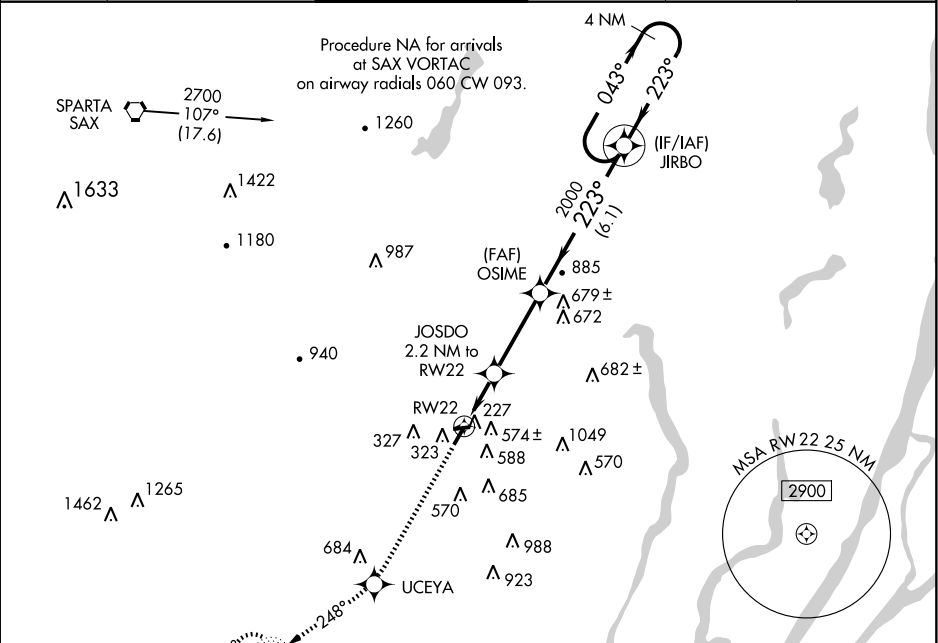 4 NM
Procedure NA for arrivals
at SAX VORTAC
on airway radials 060 CW 093.
043°
223°
SPARTA
SAX
2700
107°
(17.6)
1260
(IF/IAF)
JIRBO
1633
1422
2000
223°
(6.1)
1180
987
(FAF)
OSIME
885
679±
672
JOSDO
2.2 NM to
RW22
940
682±
RW22
227
327
323
574±
588
1049
570
MSA RW22 25 NM
2900
1462
1265
570
685
684
988
923
UCEYA
248°